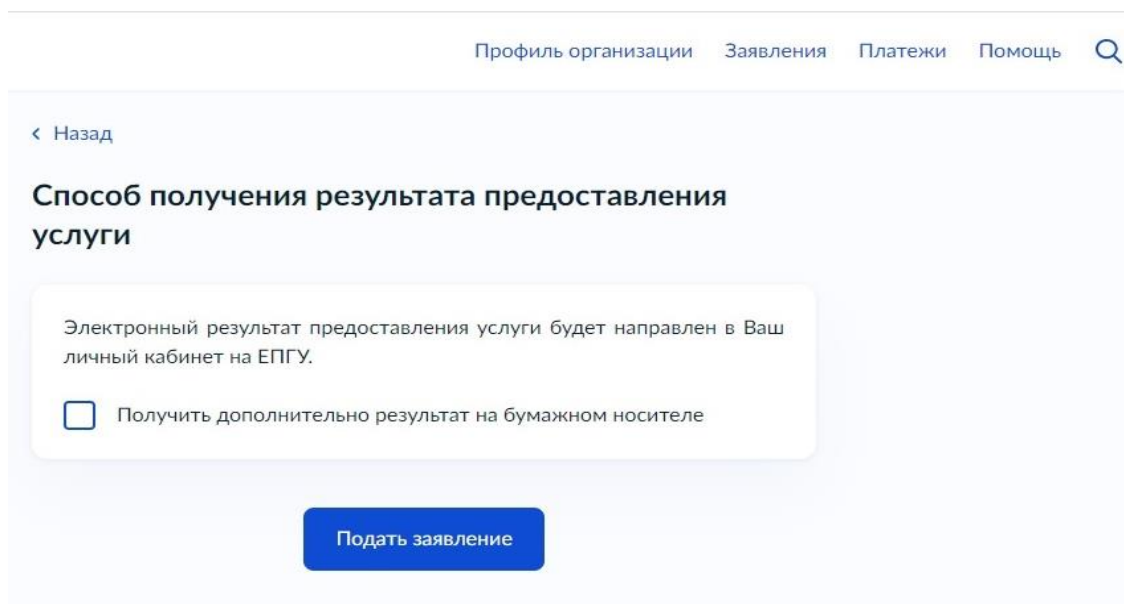 Профиль организации Заявления Платежи Помощь
Назад
Способ получения результата предоставления
услуги
Электронный результат предоставления услуги будет направлен в Ваш
личный кабинет на ЕПГУ.
Получить дополнительно результат на бумажном носителе
Подать заявление